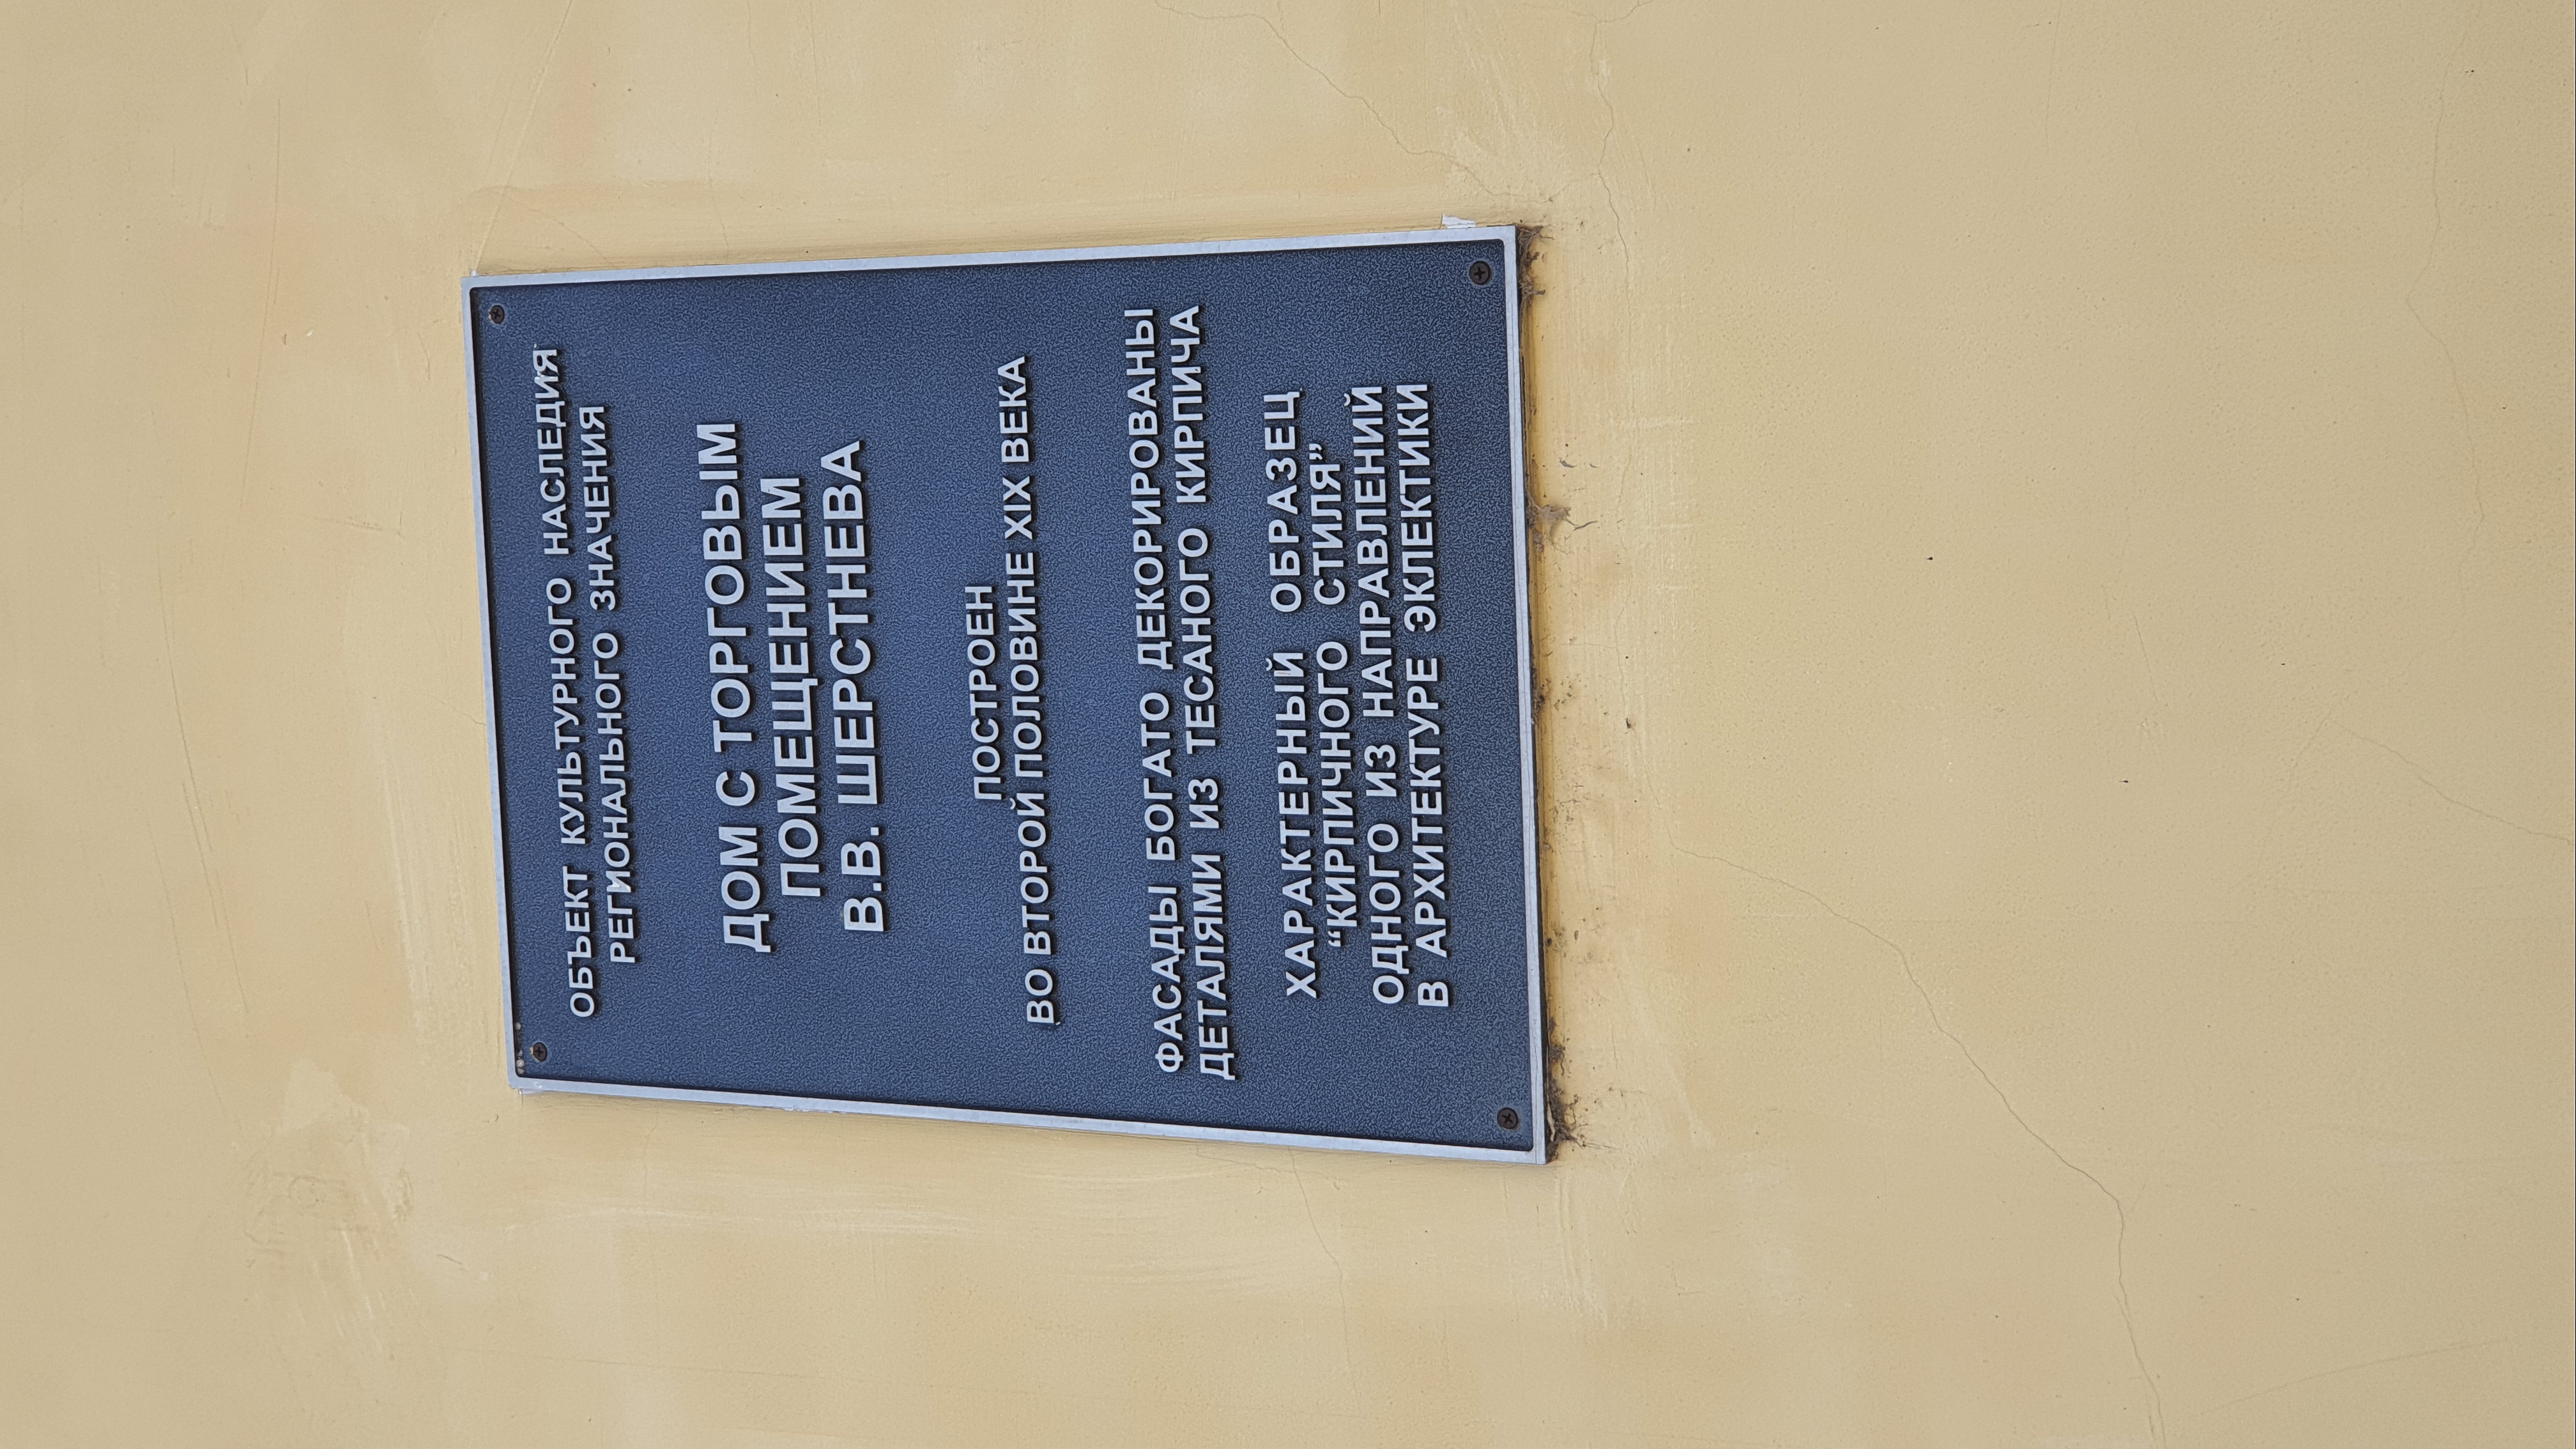 ОБЪЕКТ КУЛЬТУРНОГО НАСЛЕДИЯ
РЕГИОНАЛЬНОГО ЗНАЧЕНИЯ
ДОМ С ТОРГОВЫМ
ПОМЕЩЕНИЕМ
В.В. ШЕРСТНЕВА
ПОСТРОЕН
ВО ВТОРОЙ ПОЛОВИНЕ XIX ВЕКА
ФАСАДЫ БОГАТО ДЕКОРИРОВАНЫ
ДЕТАЛЯМИ ИЗ ТЕСАНОГО КИРПИЧА
ХАРАКТЕРНЫЙ ОБРАЗЕЦ
“КИРПИЧНОГО СТИЛЯ”
ОДНОГО ИЗ НАПРАВЛЕНИЙ
В АРХИТЕКТУРЕ ЭКЛЕКТИКИ